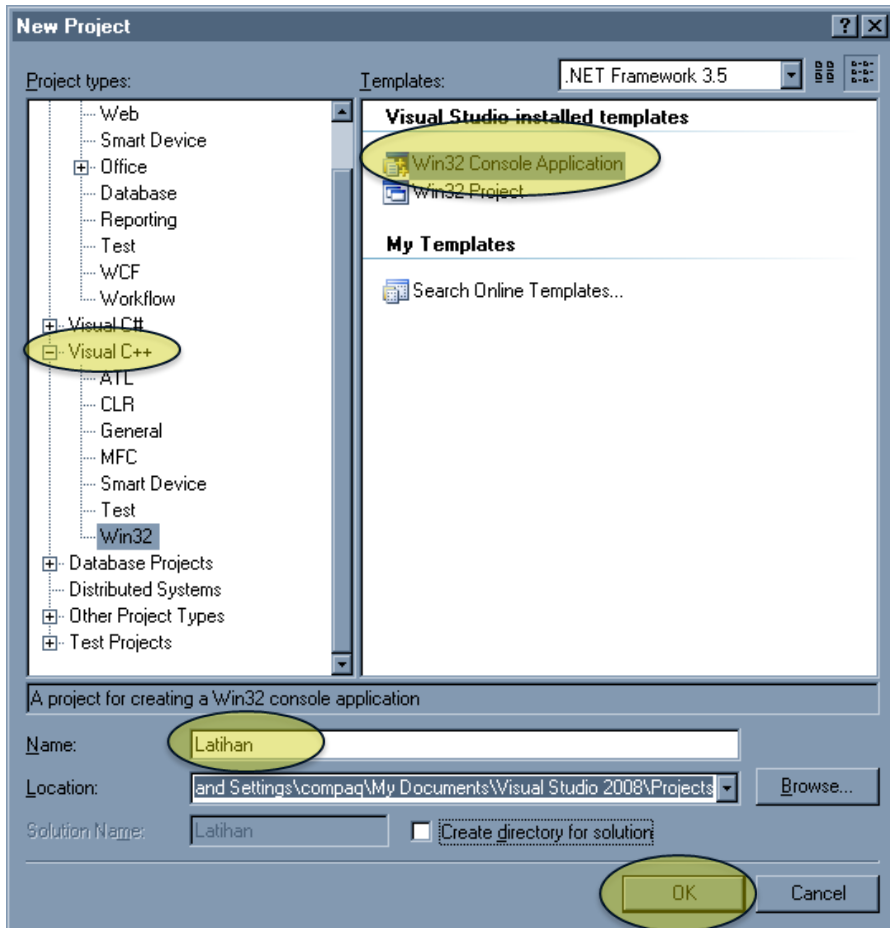 New Project
Project types:
Templates:
.NET Framework 3.5
Web
Smart Device
Office
Database
Reporting
Test
WCF
Workflow
Visual C#
Visual C++
ATL
CLR
General
MFC
Smart Device
Test
Win32
Database Projects
Distributed Systems
Other Project Types
Test Projects
Visual Studio installed templates
Win32 Console Application
Win32 Project
My Templates
Search Online Templates...
A project for creating a Win32 console application
Name:
Latihan
Location:
and Settings\compaq\My Documents\Visual Studio 2008\Projects
Browse...
Solution Name:
Latihan
Create directory for solution
OK
Cancel